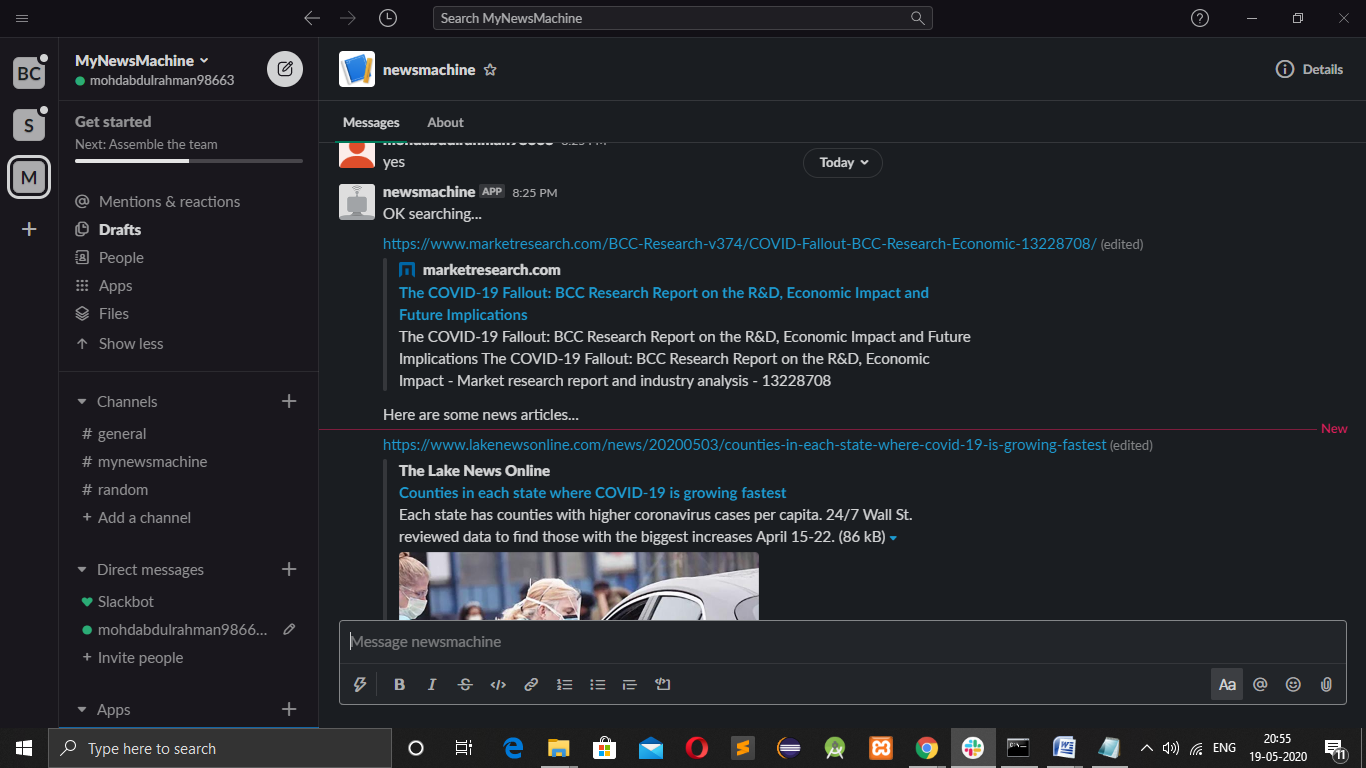 Search MyNewsMachine
BC
S
M
MyNewsMachine
mohdabdulrahman98663
Get started
Next: Assemble the team
Mentions & reactions
Drafts
People
Apps
Files
Show less
Channels
# general
# mynewsmachine
# random
+ Add a channel
Direct messages
Slackbot
mohdabdulrahman9866...
+ Invite people
Apps
newsmachine
Details
Messages
About
Today
yes
newsmachine APP 8:25 PM
OK searching...
https://www.marketresearch.com/BCC-Research-v374/COVID-Fallout-BCC-Research-Economic-13228708/ (edited)
marketresearch.com
The COVID-19 Fallout: BCC Research Report on the R&D, Economic Impact and
Future Implications
The COVID-19 Fallout: BCC Research Report on the R&D, Economic Impact and Future
Implications The COVID-19 Fallout: BCC Research Report on the R&D, Economic
Impact - Market research report and industry analysis - 13228708
Here are some news articles...
New
https://www.lakenewsonline.com/news/20200503/counties-in-each-state-where-covid-19-is-growing-fastest (edited)
The Lake News Online
Counties in each state where COVID-19 is growing fastest
Each state has counties with higher coronavirus cases per capita. 24/7 Wall St.
reviewed data to find those with the biggest increases April 15-22. (86 kB)
Message newsmachine
B I S Aa @
Type here to search
ENG
20:55
19-05-2020
11